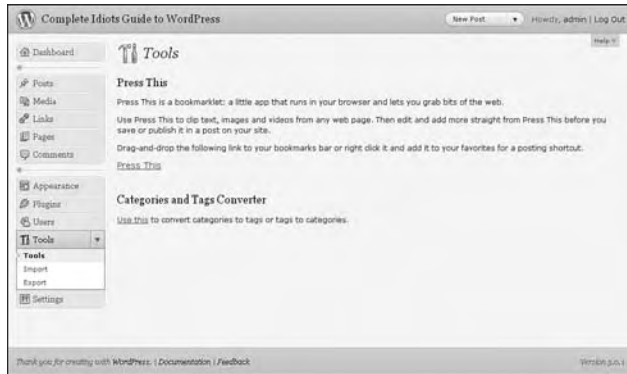 Complete Idiots Guide to WordPress
New Post
Howdy, admin | Log Out
Help
Dashboard
Posts
Media
Links
Pages
Comments
Appearance
Plugins
Users
Tools
Tools
Import
Export
Settings
Tools
Press This
Press This is a bookmarklet: a little app that runs in your browser and lets you grab bits of the web.
Use Press This to clip text, images and videos from any web page. Then edit and add more straight from Press This before you
save or publish it in a post on your site.
Drag-and-drop the following link to your bookmarks bar or right click it and add it to your favorites for a posting shortcut.
Press This
Categories and Tags Converter
Use this to convert categories to tags or tags to categories.
Thank you for creating with WordPress. | Documentation | Feedback
Version 3.0.1